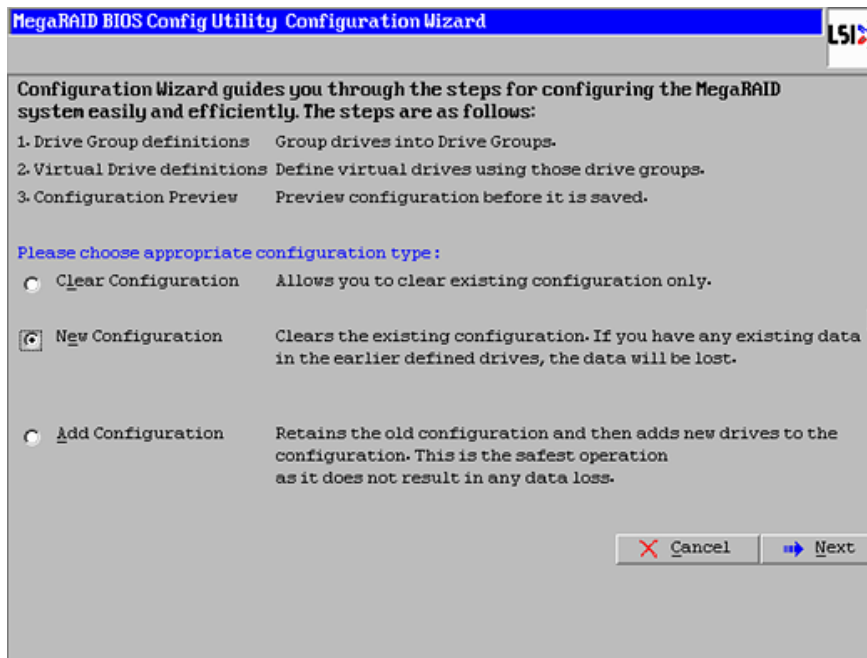 MegaRAID BIOS Config Utility Configuration Wizard
LSI
Configuration Wizard guides you through the steps for configuring the MegaRAID
system easily and efficiently. The steps are as follows:
1. Drive Group definitions Group drives into Drive Groups.
2. Virtual Drive definitions Define virtual drives using those drive groups.
3. Configuration Preview Preview configuration before it is saved.
Please choose appropriate configuration type:
Clear Configuration Allows you to clear existing configuration only.
New Configuration Clears the existing configuration. If you have any existing data
in the earlier defined drives, the data will be lost.
Add Configuration Retains the old configuration and then adds new drives to the
configuration. This is the safest operation
as it does not result in any data loss.
Cancel Next